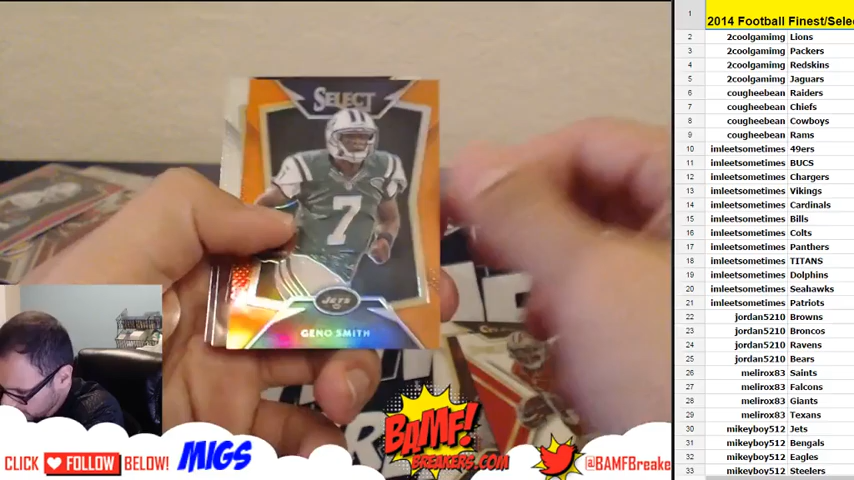 SELECT
7
JETS
GENO SMITH
CLICK ❤ FOLLOW BELOW!
MIGS
BAMF!
BREAKERS.COM
@BAMFBreake
1 2014 Football Finest/Selec
2 2coolgamimg Lions
3 2coolgamimg Packers
4 2coolgamimg Redskins
5 2coolgamimg Jaguars
6 cougheebean Raiders
7 cougheebean Chiefs
8 cougheebean Cowboys
9 cougheebean Rams
10 imleetsometimes 49ers
11 imleetsometimes BUCS
12 imleetsometimes Chargers
13 imleetsometimes Vikings
14 imleetsometimes Cardinals
15 imleetsometimes Bills
16 imleetsometimes Colts
17 imleetsometimes Panthers
18 imleetsometimes TITANS
19 imleetsometimes Dolphins
20 imleetsometimes Seahawks
21 imleetsometimes Patriots
22 jordan5210 Browns
23 jordan5210 Broncos
24 jordan5210 Ravens
25 jordan5210 Bears
26 melirox83 Saints
27 melirox83 Falcons
28 melirox83 Giants
29 melirox83 Texans
30 mikeyboy512 Jets
31 mikeyboy512 Bengals
32 mikeyboy512 Eagles
33 mikeyboy512 Steelers